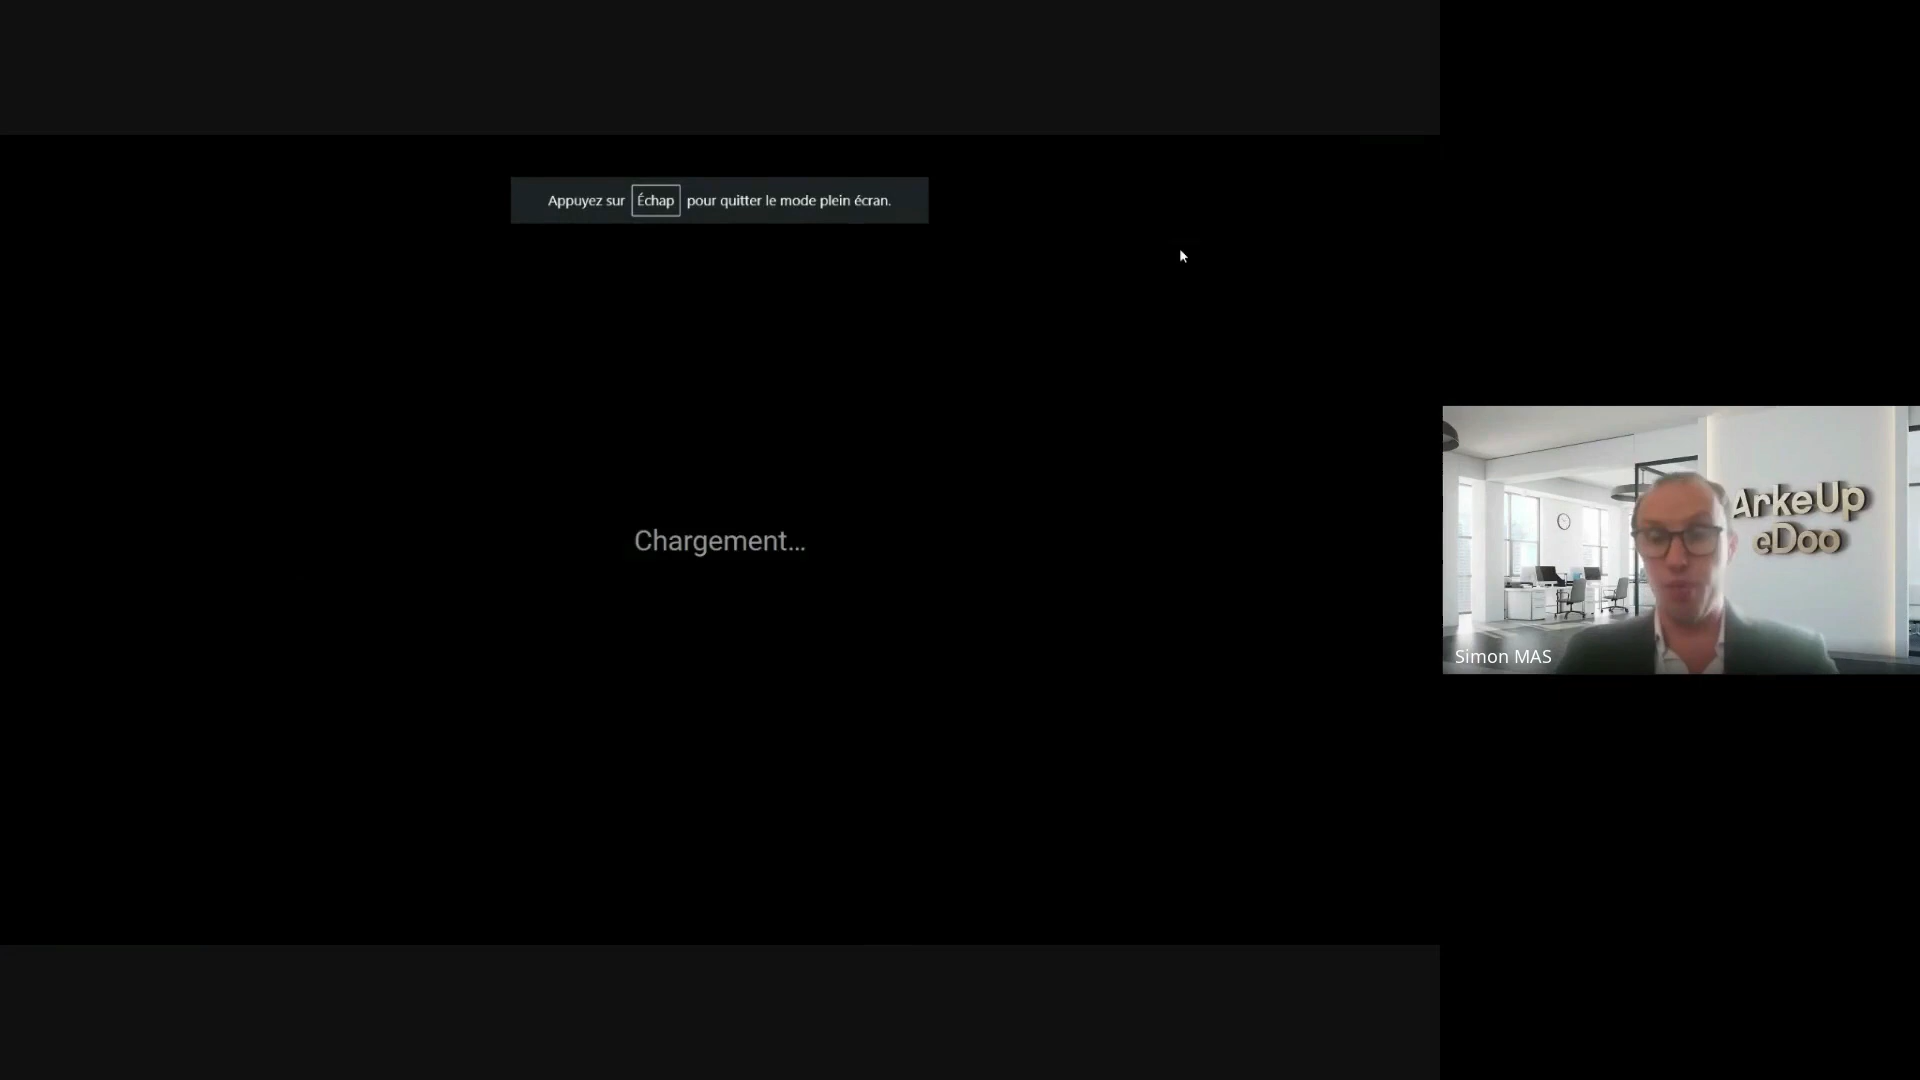 Appuyez sur Échap pour quitter le mode plein écran.
Chargement...
ArkeUp
eDoo
Simon MAS